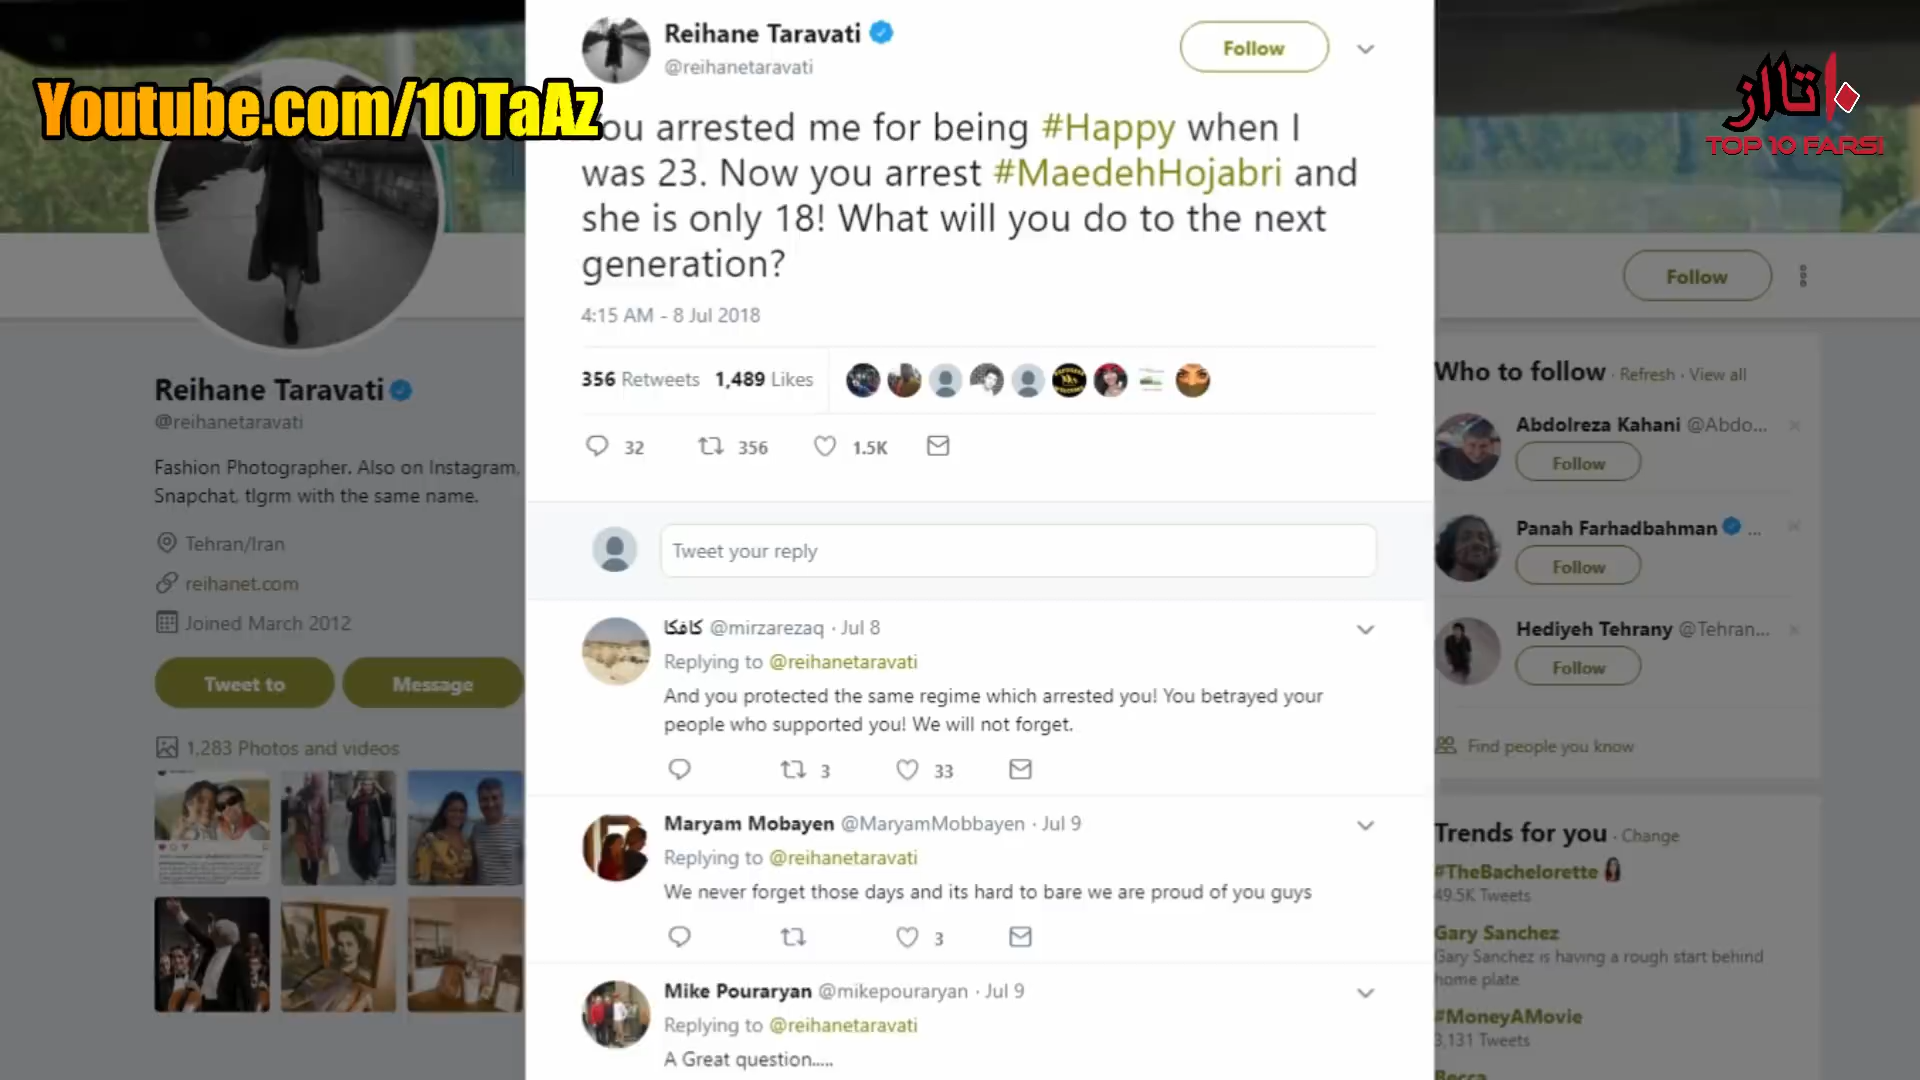 Youtube.com/10TaAz
۱۰تااز
TOP 10 FARSI
Reihane Taravati
@reihanetaravati
Follow
ou arrested me for being #Happy when I
was 23. Now you arrest #MaedehHojabri and
she is only 18! What will you do to the next
generation?
4:15 AM - 8 Jul 2018
356 Retweets 1,489 Likes
32 356 1.5K
Tweet your reply
کافکا @mirzarezaq · Jul 8
Replying to @reihanetaravati
And you protected the same regime which arrested you! You betrayed your
people who supported you! We will not forget.
3 33
Maryam Mobayen @MaryamMobbayen · Jul 9
Replying to @reihanetaravati
We never forget those days and its hard to bare we are proud of you guys
3
Mike Pouraryan @mikepouraryan · Jul 9
Replying to @reihanetaravati
A Great question.....
Reihane Taravati
@reihanetaravati
Fashion Photographer. Also on Instagram,
Snapchat, tlgrm with the same name.
Tehran/Iran
reihanet.com
Joined March 2012
Tweet to
Message
1,283 Photos and videos
Follow
Who to follow · Refresh · View all
Abdolreza Kahani @Abdo...
Follow
Panah Farhadbahman ...
Follow
Hediyeh Tehrany @Tehran...
Follow
Find people you know
Trends for you · Change
#TheBachelorette
49.5K Tweets
Gary Sanchez
Gary Sanchez is having a rough start behind
home plate
#MoneyAMovie
3,131 Tweets
Becca